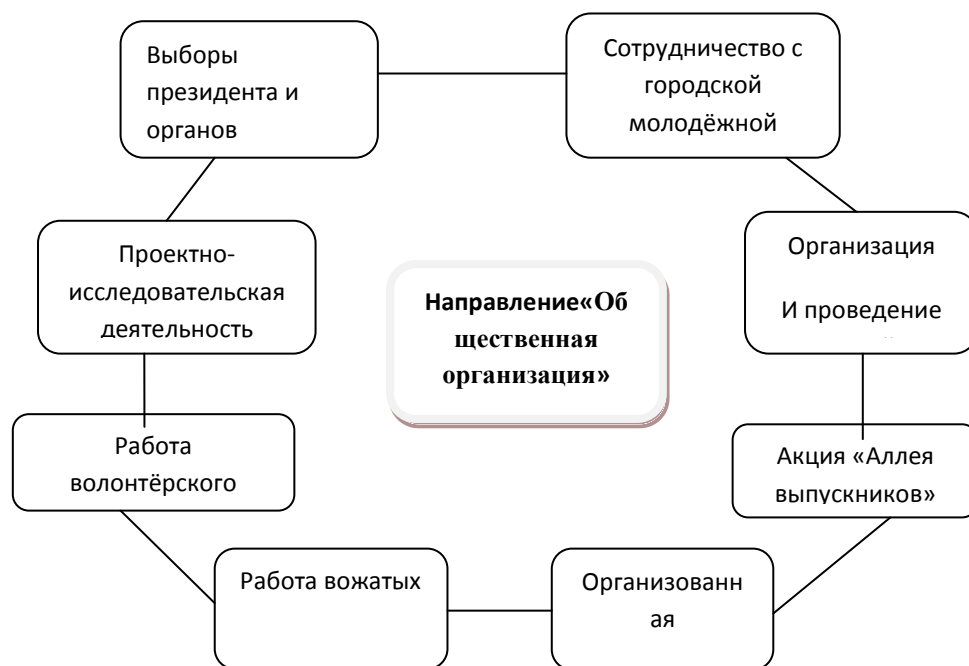 Выборы
президента и
органов
Сотрудничество с
городской
молодёжной
Проектно-
исследовательская
деятельность
Организация
И проведение
Направление«Об
щественная
организация»
Работа
волонтёрского
Акция «Аллея
выпускников»
Работа вожатых
Организованн
ая